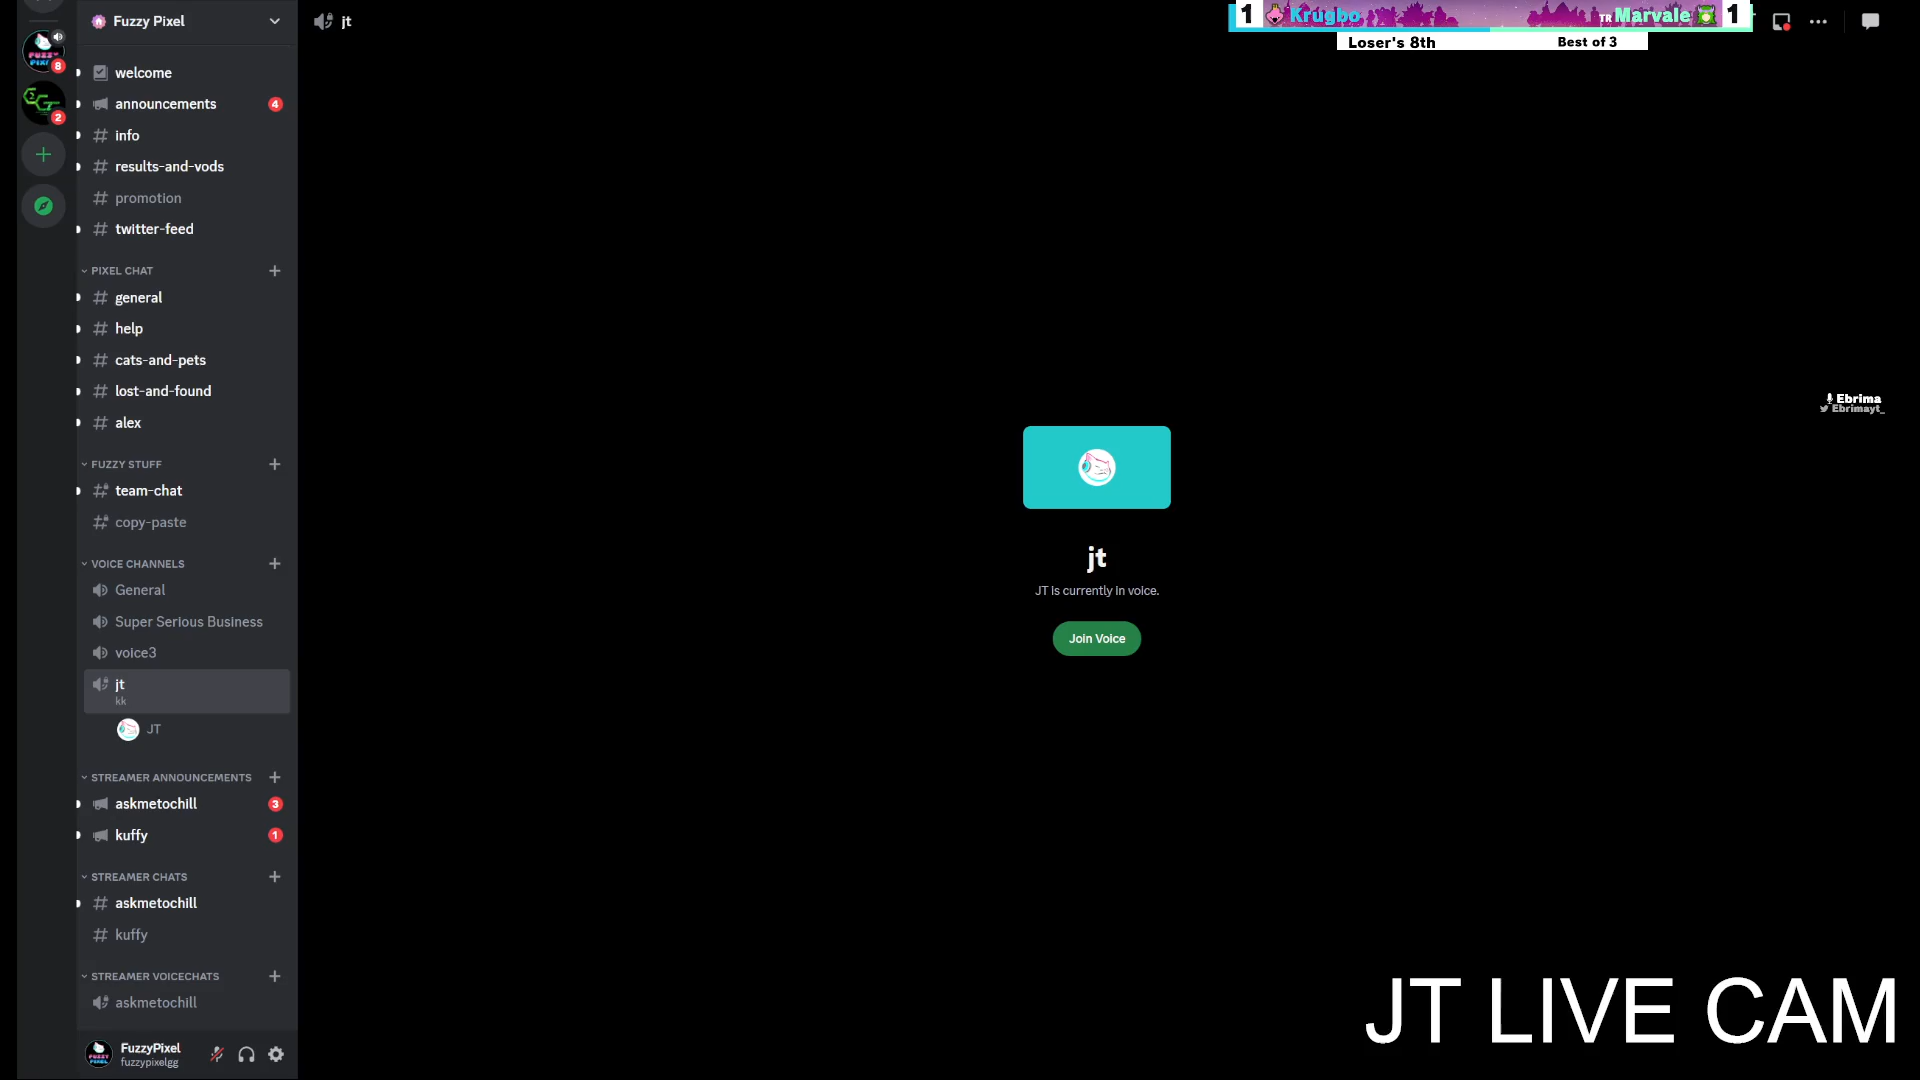 Fuzzy Pixel
jt
1 Krugbo
TR Marvale 1
Loser's 8th
Best of 3
8
2
welcome
announcements 4
info
results-and-vods
promotion
twitter-feed
PIXEL CHAT
general
help
cats-and-pets
lost-and-found
alex
FUZZY STUFF
team-chat
copy-paste
VOICE CHANNELS
General
Super Serious Business
voice3
jt
kk
JT
STREAMER ANNOUNCEMENTS
askmetochill 3
kuffy 1
STREAMER CHATS
askmetochill
kuffy
STREAMER VOICECHATS
askmetochill
FuzzyPixel
fuzzypixelgg
jt
JT is currently in voice.
Join Voice
Ebrima
Ebrimayt_
JT LIVE CAM